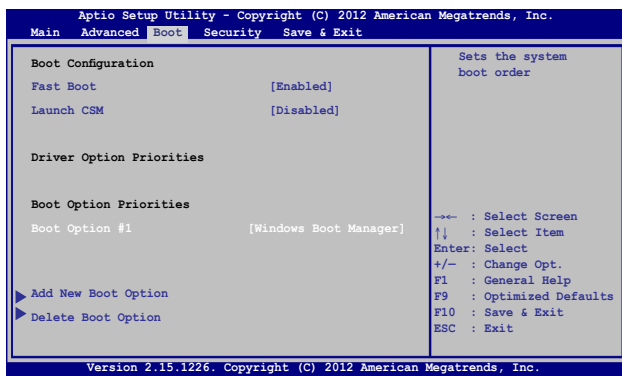 Aptio Setup Utility - Copyright (C) 2012 American Megatrends, Inc.
Main Advanced Boot Security Save & Exit
Boot Configuration
Fast Boot [Enabled]
Launch CSM [Disabled]
Driver Option Priorities
Boot Option Priorities
Boot Option #1 [Windows Boot Manager]
Add New Boot Option
Delete Boot Option
Sets the system
boot order
→← : Select Screen
↑↓ : Select Item
Enter: Select
+/— : Change Opt.
F1 : General Help
F9 : Optimized Defaults
F10 : Save & Exit
ESC : Exit
Version 2.15.1226. Copyright (C) 2012 American Megatrends, Inc.